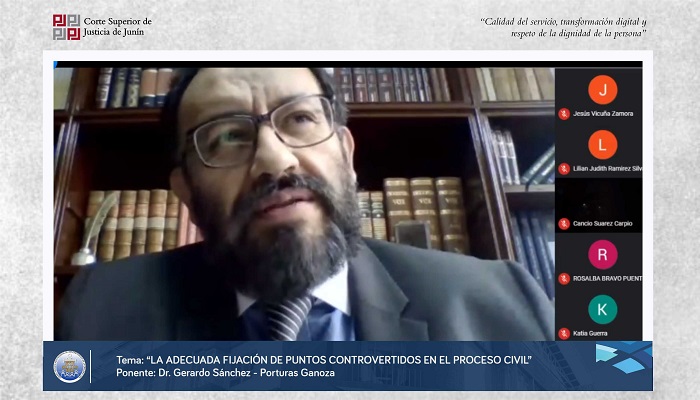 Corte Superior de
Justicia de Junín
“Calidad del servicio, transformación digital y
respeto de la dignidad de la persona”
J
Jesús Vicuña Zamora
L
Lilian Judith Ramirez Silv
Cancio Suarez Carpio
R
ROSALBA BRAVO PUENT
K
Katia Guerra
Tema: “LA ADECUADA FIJACIÓN DE PUNTOS CONTROVERTIDOS EN EL PROCESO CIVIL”
Ponente: Dr. Gerardo Sánchez - Porturas Ganoza